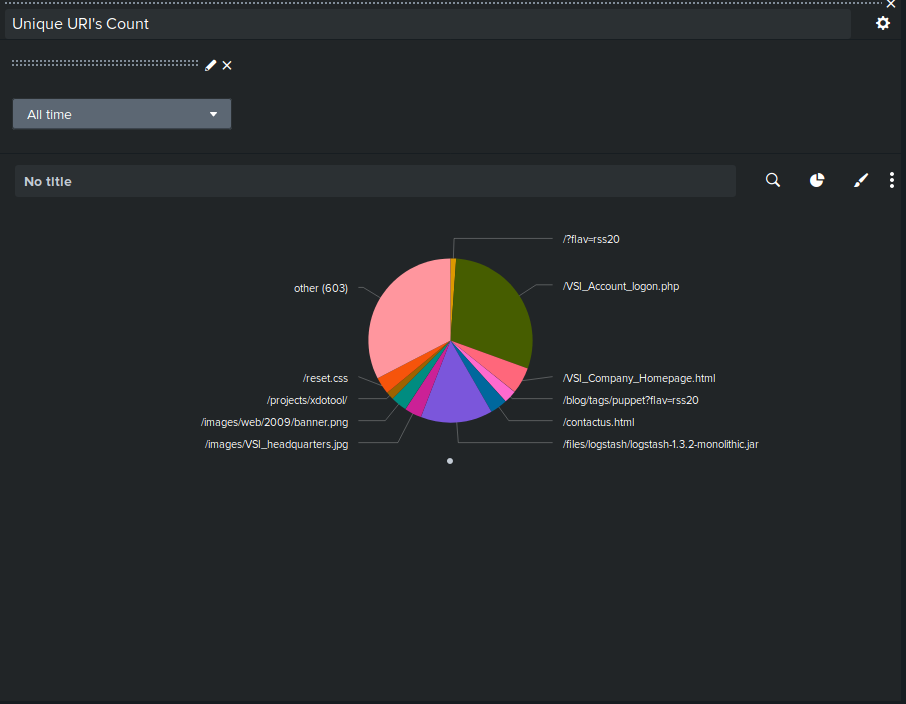 Unique URI's Count
All time
No title
/?flav=rss20
other (603)
/VSI_Account_logon.php
/reset.css
/VSI_Company_Homepage.html
/projects/xdotool/
/blog/tags/puppet?flav=rss20
/images/web/2009/banner.png
/contactus.html
/images/VSI_headquarters.jpg
/files/logstash/logstash-1.3.2-monolithic.jar